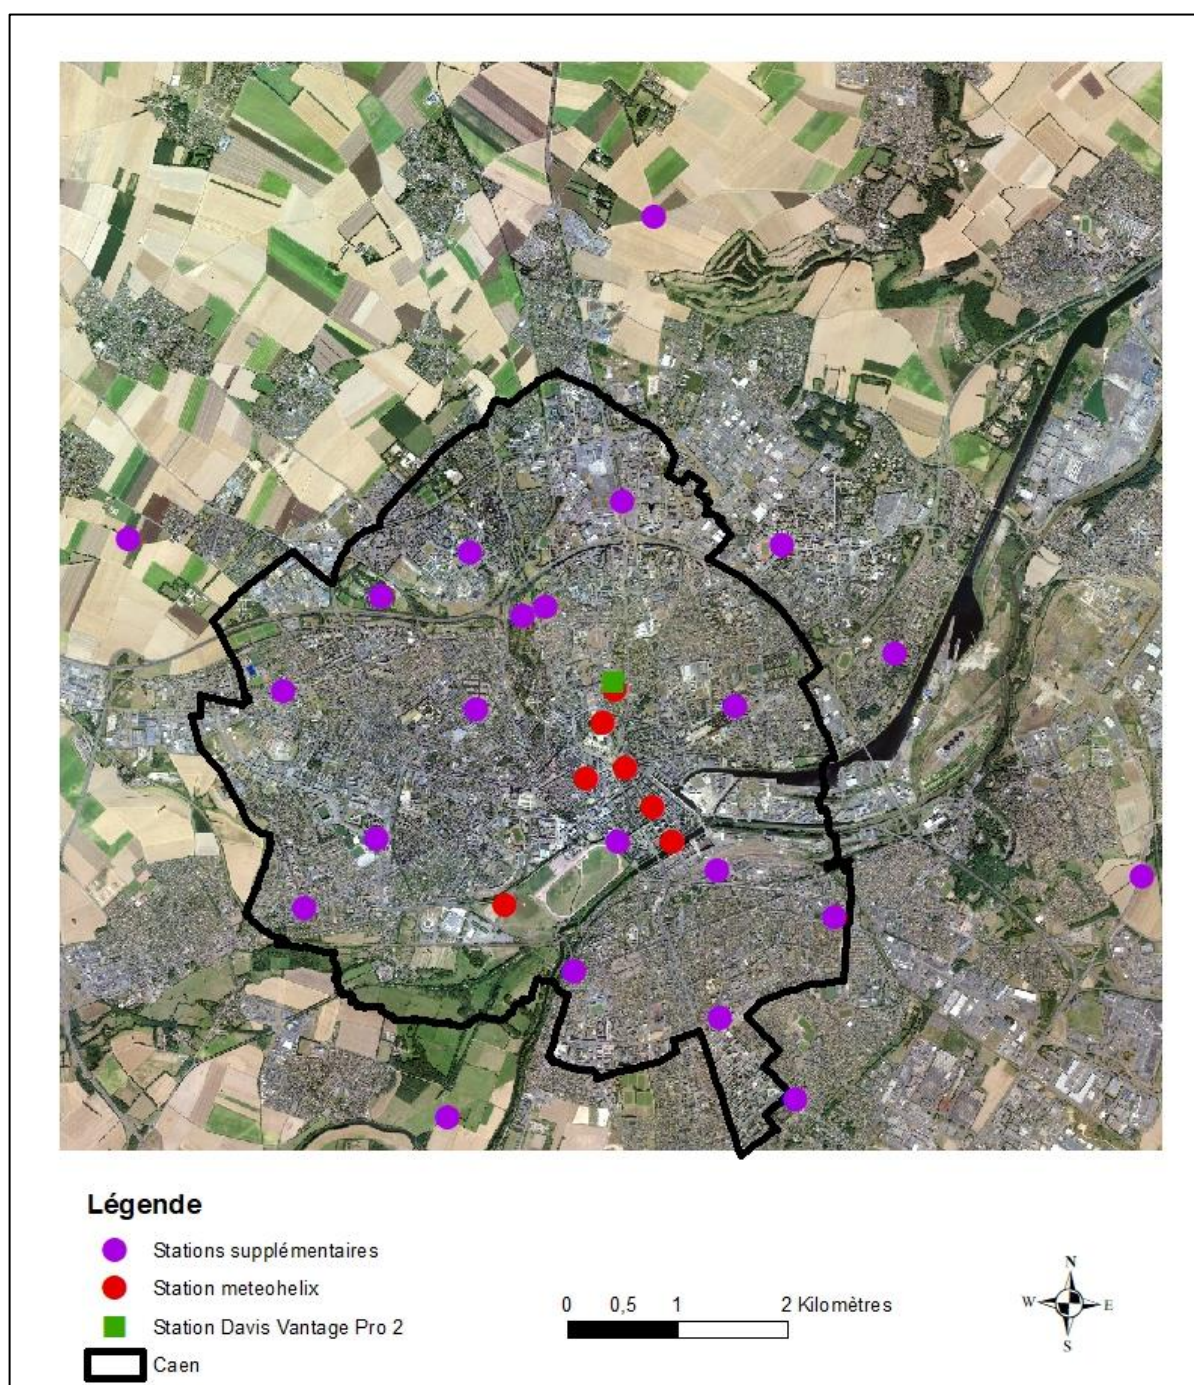 Légende
Stations supplémentaires
Station meteohelix
Station Davis Vantage Pro 2
Caen
0 0,5 1 2 Kilomètres
N
W E
S